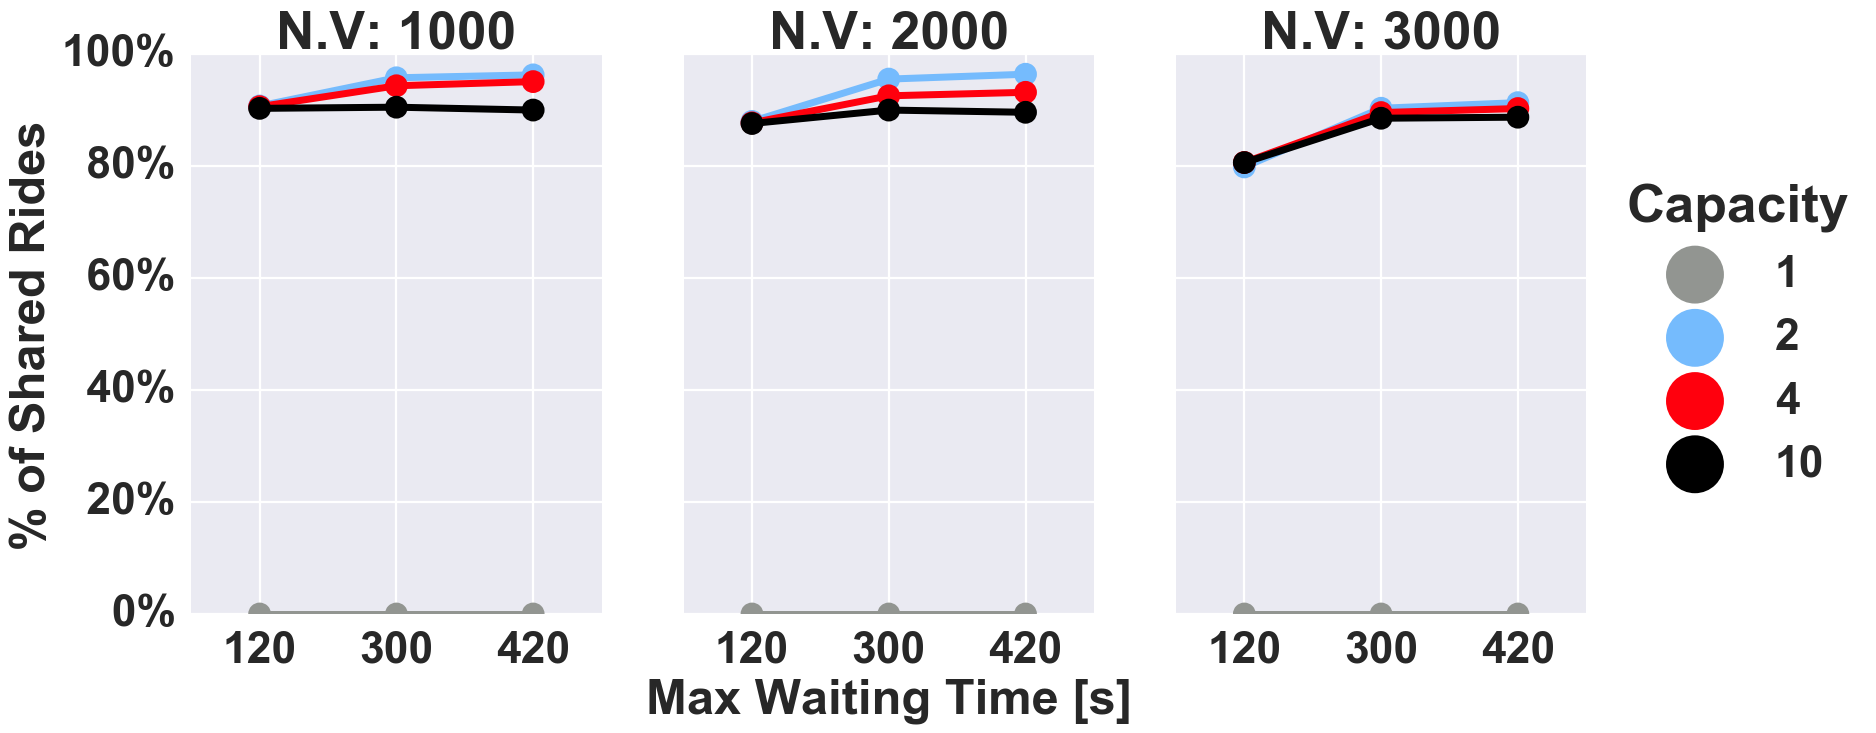 N.V: 1000
N.V: 2000
N.V: 3000
% of Shared Rides
100%
80%
60%
40%
20%
0%
120 300 420
120 300 420
120 300 420
Max Waiting Time [s]
Capacity
1
2
4
10